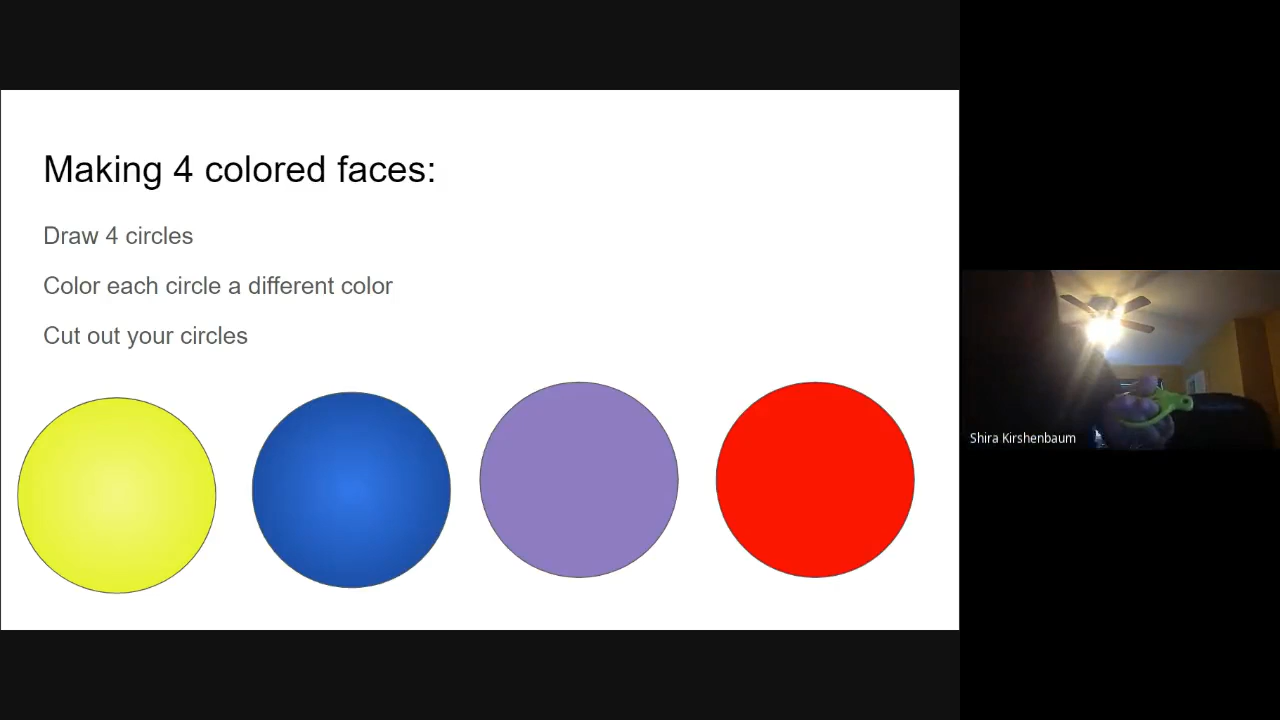 Making 4 colored faces:
Draw 4 circles
Color each circle a different color
Cut out your circles
Shira Kirshenbaum